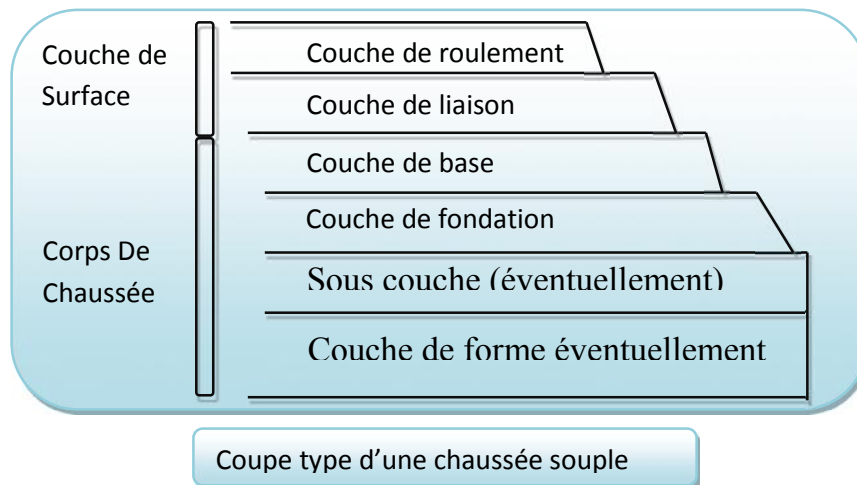 Couche de
Surface
Couche de roulement
Couche de liaison
Couche de base
Couche de fondation
Corps De
Chaussée
Sous couche (éventuellement)
Couche de forme éventuellement
Coupe type d’une chaussée souple